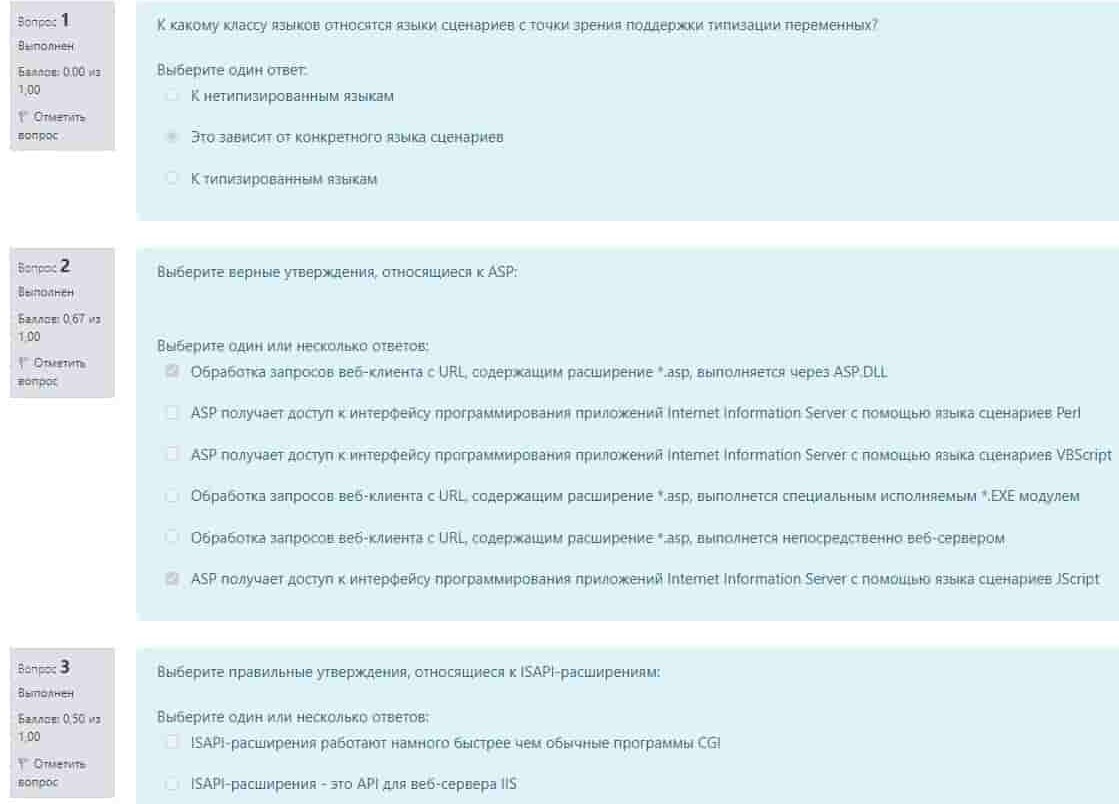 Вопрос 1
Выполнен
Баллов: 0,00 из
1,00
Отметить
вопрос
К какому классу языков относятся языки сценариев с точки зрения поддержки типизации переменных?
Выберите один ответ:
К нетипизированным языкам
Это зависит от конкретного языка сценариев
К типизированным языкам
Вопрос 2
Выполнен
Баллов: 0,67 из
1,00
Отметить
вопрос
Выберите верные утверждения, относящиеся к ASP:
Выберите один или несколько ответов:
Обработка запросов веб-клиента с URL, содержащим расширение *.asp, выполняется через ASP.DLL
ASP получает доступ к интерфейсу программирования приложений Internet Information Server с помощью языка сценариев Perl
ASP получает доступ к интерфейсу программирования приложений Internet Information Server с помощью языка сценариев VBScript
Обработка запросов веб-клиента с URL, содержащим расширение *.asp, выполнется специальным исполняемым *.EXE модулем
Обработка запросов веб-клиента с URL, содержащим расширение *.asp, выполнется непосредственно веб-сервером
ASP получает доступ к интерфейсу программирования приложений Internet Information Server с помощью языка сценариев JScript
Вопрос 3
Выполнен
Баллов: 0,50 из
1,00
Отметить
вопрос
Выберите правильные утверждения, относящиеся к ISAPI-расширениям:
Выберите один или несколько ответов:
ISAPI-расширения работают намного быстрее чем обычные программы CGI
ISAPI-расширения - это API для веб-сервера IIS